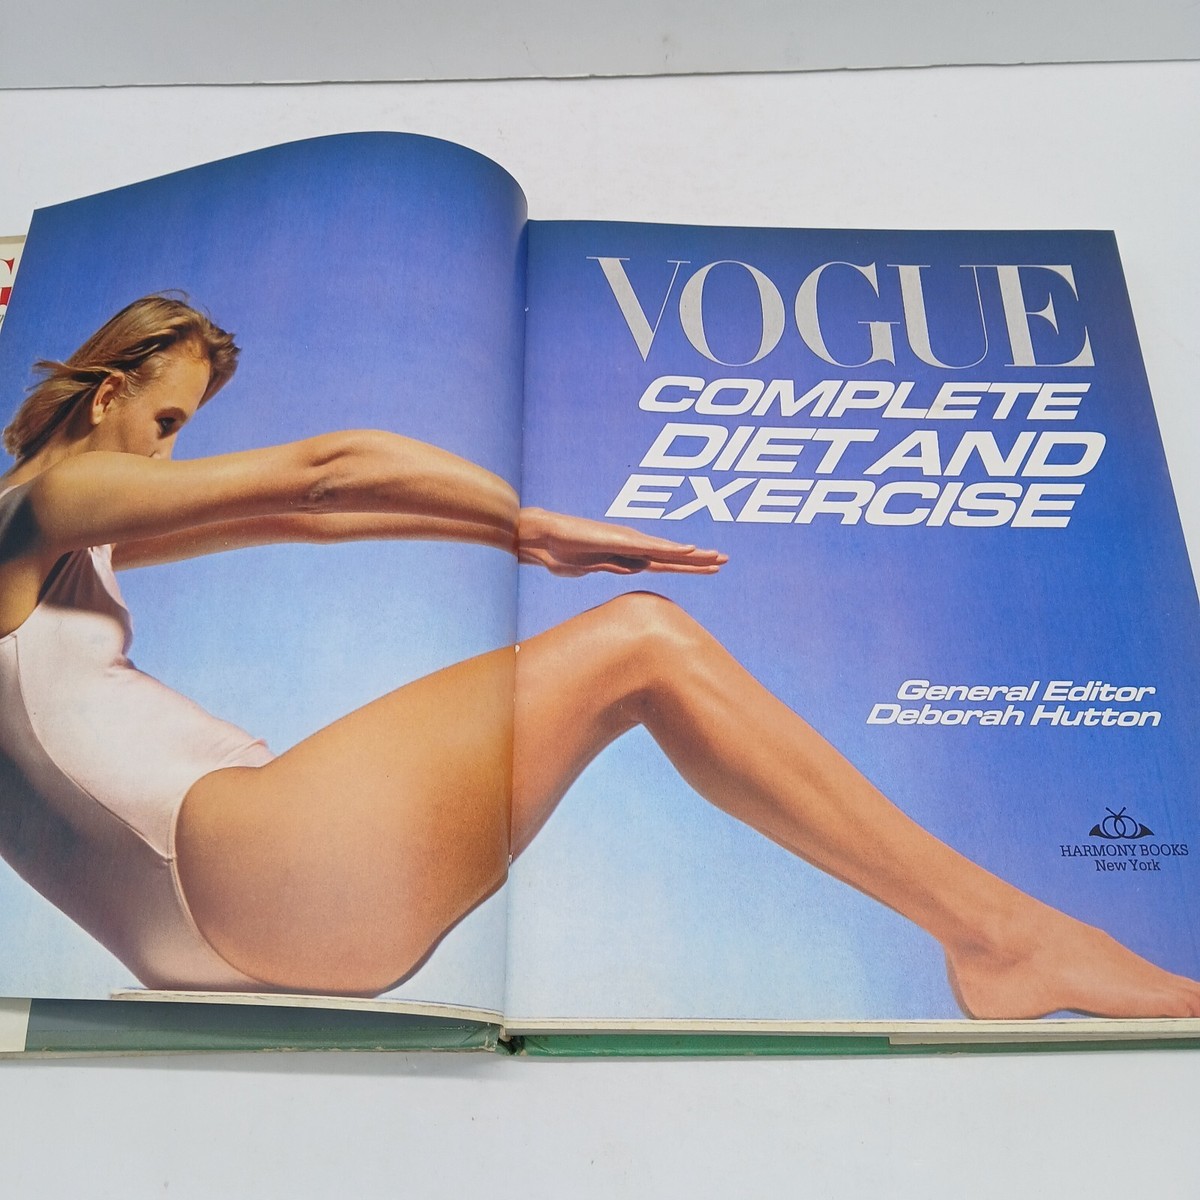 VOGUE
COMPLETE
DIET AND
EXERCISE
General Editor
Deborah Hutton
HARMONY BOOKS
New York